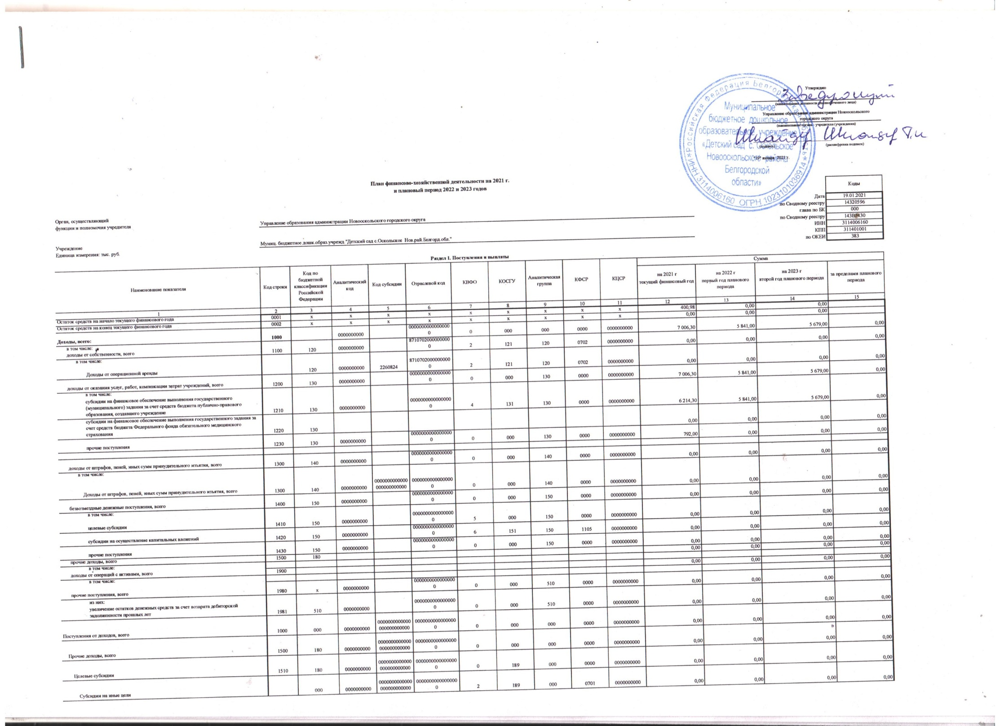 Утверждаю
Заведующий
(наименование должности уполномоченного лица)
Управление образования администрации Новооскольского
городского округа
(наименование органа - учредителя (учреждения)
(подпись) (расшифровка подписи)
"19" января 2021 г.
Российская Федерация Белгородская область
Муниципальное
бюджетное дошкольное
образовательное учреждение
«Детский сад с. Оскольское
Новооскольского района
Белгородской
области»
ИНН 3114006160 ОГРН 1023101036914
План финансово-хозяйственной деятельности на 2021 г.
и плановый период 2022 и 2023 годов
Коды
Дата 19.01.2021
по Сводному реестру 14320596
глава по БК 000
по Сводному реестру
ИНН 3114006160
КПП 311401001
по ОКЕИ 383
Орган, осуществляющий
функции и полномочия учредителя Управление образования администрации Новооскольского городского округа
Учреждение Муниц. бюджетное дошк.образ.учрежд."Детский сад с.Оскольское Нов.рай.Белгорд.обл."
Единица измерения: тыс. руб.
Раздел 1. Поступления и выплаты
Наименование показателя Код строки Код по бюджетной классификации Российской Федерации Аналитический код Код субсидии Отраслевой код КВФО КОСГУ Аналитическая группа КФСР КЦСР Сумма
на 2021 г текущий финансовый год на 2022 г первый год планового периода на 2023 г второй год планового периода за пределами планового периода
1 2 3 4 5 6 7 8 9 10 11 12 13 14 15
Остаток средств на начало текущего финансового года 0001 x x x x x x x x x 400,98 0,00 0,00
Остаток средств на конец текущего финансового года 0002 x x x x x x x x x 0,00 0,00 0,00
Доходы, всего: 1000 0000000000 00000000000000000 0 000 000 0000 0000000000 7 006,30 5 841,00 5 679,00 0,00
в том числе:
доходы от собственности, всего 1100 120 0000000000 87107020000000000 2 121 120 0702 0000000000 0,00 0,00 0,00 0,00
в том числе:
Доходы от операционной аренды 120 0000000000 2260824 87107020000000000 2 121 120 0702 0000000000 0,00 0,00 0,00 0,00
доходы от оказания услуг, работ, компенсации затрат учреждений, всего 1200 130 0000000000 00000000000000000 0 000 130 0000 0000000000 7 006,30 5 841,00 5 679,00 0,00
в том числе:
субсидии на финансовое обеспечение выполнения государственного
(муниципального) задания за счет средств бюджета публично-правового
образования, создавшего учреждение 1210 130 0000000000 00000000000000000 4 131 130 0000 0000000000 6 214,30 5 841,00 5 679,00 0,00
субсидии на финансовое обеспечение выполнения государственного задания за
счет средств бюджета Федерального фонда обязательного медицинского
страхования 1220 130 0,00 0,00 0,00 0,00
прочие поступления 1230 130 0000000000 00000000000000000 0 000 130 0000 0000000000 792,00 0,00 0,00 0,00
доходы от штрафов, пеней, иных сумм принудительного изъятия, всего 1300 140 0000000000 00000000000000000 0 000 140 0000 0000000000 0,00 0,00 0,00 0,00
в том числе:
Доходы от штрафов, пеней, иных сумм принудительного изъятия, всего 1300 140 0000000000 0000000000000000000000000 00000000000000000 0 000 140 0000 0000000000 0,00 0,00 0,00 0,00
безвозмездные денежные поступления, всего 1400 150 0000000000 00000000000000000 0 000 150 0000 0000000000 0,00 0,00 0,00 0,00
в том числе:
целевые субсидии 1410 150 0000000000 00000000000000000 5 000 150 0000 0000000000 0,00 0,00 0,00 0,00
субсидии на осуществление капитальных вложений 1420 150 0000000000 00000000000000000 6 151 150 1105 0000000000 0,00 0,00 0,00 0,00
прочие поступления 1430 150 0000000000 00000000000000000 0 000 150 0000 0000000000 0,00 0,00 0,00 0,00
прочие доходы, всего 1500 180 0,00 0,00 0,00 0,00
в том числе:
доходы от операций с активами, всего 1900 0,00 0,00 0,00 0,00
в том числе:
прочие поступления, всего 1980 x 0000000000 00000000000000000 0 000 510 0000 0000000000 0,00 0,00 0,00 0,00
из них:
увеличение остатков денежных средств за счет возврата дебиторской
задолженности прошлых лет 1981 510 0000000000 00000000000000000 0 000 510 0000 0000000000 0,00 0,00 0,00 0,00
Поступления от доходов, всего 1000 000 0000000000 0000000000000000000000000 00000000000000000 0 000 000 0000 0000000000 0,00 0,00 0,00 0,00
Прочие доходы, всего 1500 180 0000000000 0000000000000000000000000 00000000000000000 0 000 000 0000 0000000000 0,00 0,00 0,00 0,00
Целевые субсидии 1510 180 0000000000 0000000000000000000000000 00000000000000000 0 189 000 0000 0000000000 0,00 0,00 0,00 0,00
Субсидии на иные цели 000 0000000000 0000000000000000000000000 00000000000000000 2 189 000 0701 0000000000 0,00 0,00 0,00 0,00